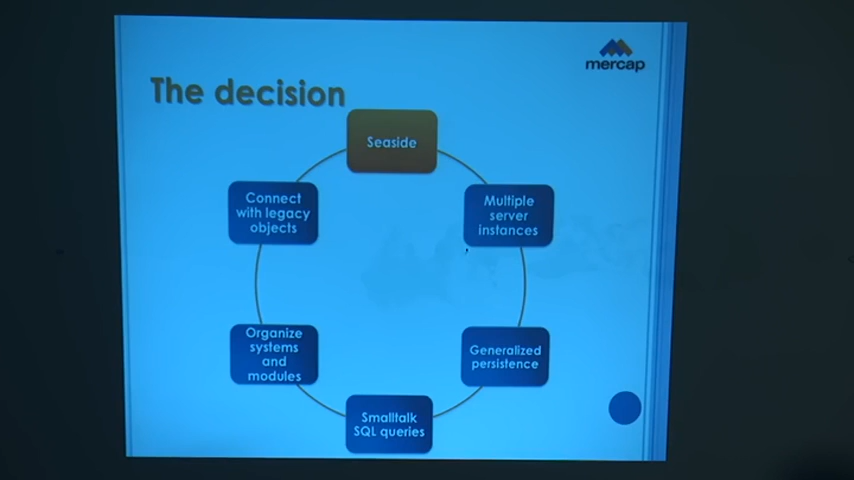 mercap
The decision
Seaside
Multiple
server
instances
Generalized
persistence
Smalltalk
SQL queries
Organize
systems
and
modules
Connect
with legacy
objects